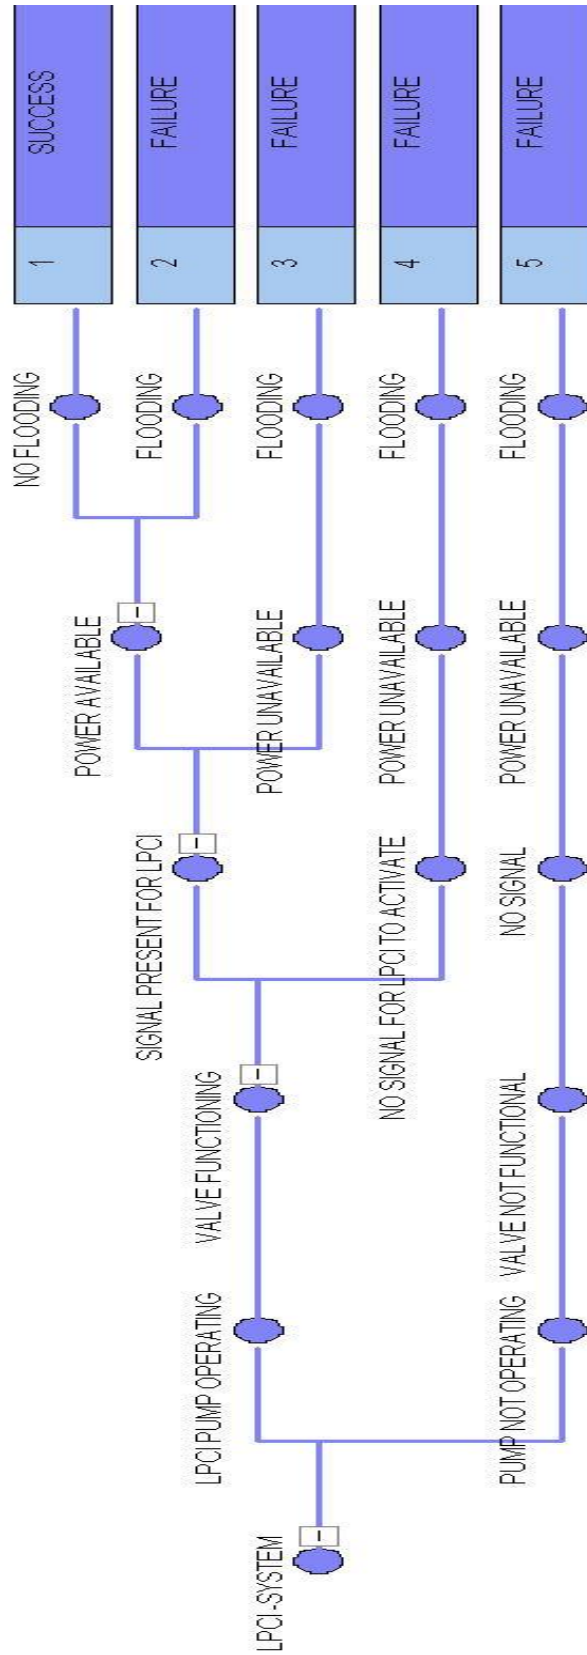 LPCI-SYSTEM
LPCI PUMP OPERATING
VALVE FUNCTIONING
SIGNAL PRESENT FOR LPCI
POWER AVAILABLE
NO FLOODING
1
SUCCESS
FLOODING
2
FAILURE
POWER UNAVAILABLE
FLOODING
3
FAILURE
NO SIGNAL FOR LPCI TO ACTIVATE
POWER UNAVAILABLE
FLOODING
4
FAILURE
PUMP NOT OPERATING
VALVE NOT FUNCTIONAL
NO SIGNAL
POWER UNAVAILABLE
FLOODING
5
FAILURE